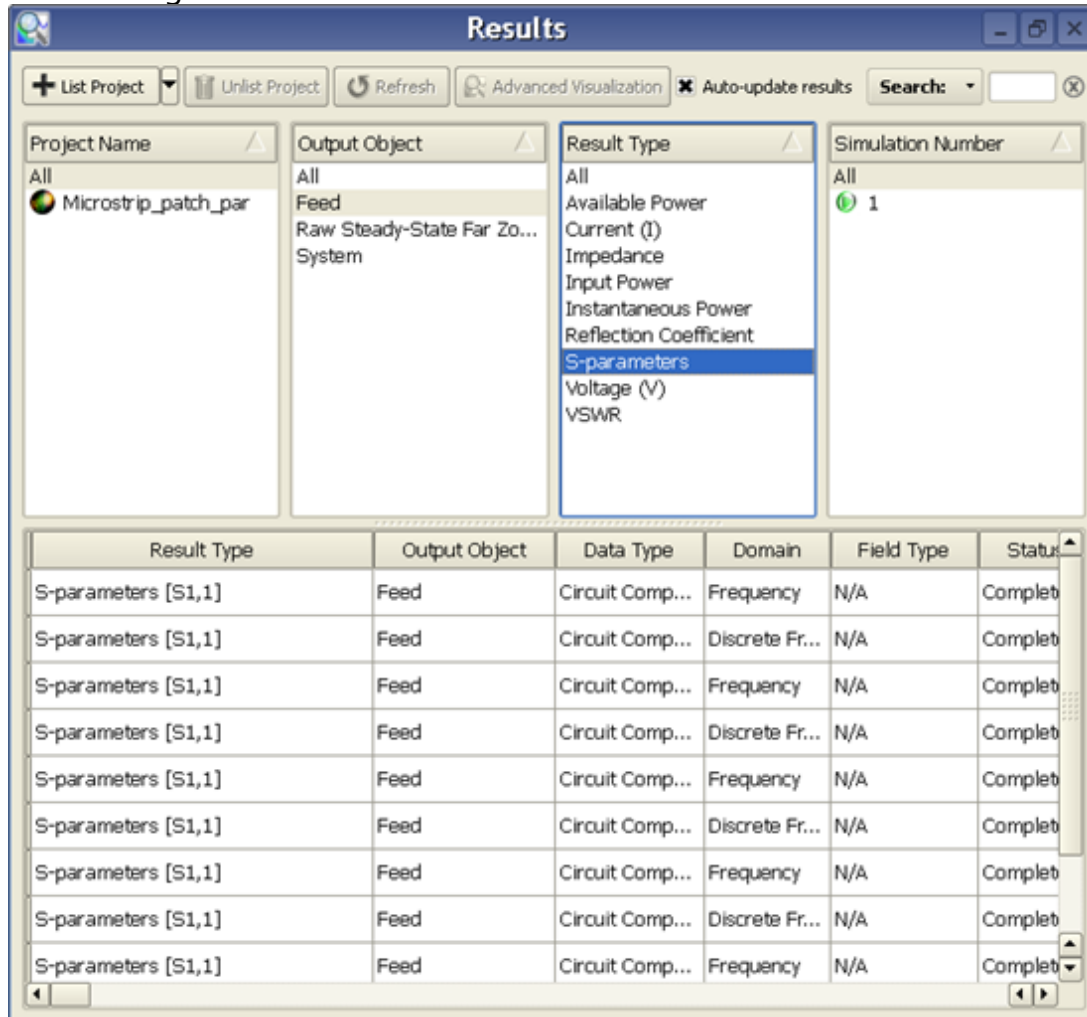 Results
List Project Unlist Project Refresh Advanced Visualization Auto-update results Search:
Project Name Output Object Result Type Simulation Number
All All All All
Microstrip_patch_par Feed Available Power 1
Raw Steady-State Far Zo... Current (I)
System Impedance
Input Power
Instantaneous Power
Reflection Coefficient
S-parameters
Voltage (V)
VSWR
Result Type Output Object Data Type Domain Field Type Status
S-parameters [S1,1] Feed Circuit Comp... Frequency N/A Complet
S-parameters [S1,1] Feed Circuit Comp... Discrete Fr... N/A Complet
S-parameters [S1,1] Feed Circuit Comp... Frequency N/A Complet
S-parameters [S1,1] Feed Circuit Comp... Discrete Fr... N/A Complet
S-parameters [S1,1] Feed Circuit Comp... Frequency N/A Complet
S-parameters [S1,1] Feed Circuit Comp... Discrete Fr... N/A Complet
S-parameters [S1,1] Feed Circuit Comp... Frequency N/A Complet
S-parameters [S1,1] Feed Circuit Comp... Discrete Fr... N/A Complet
S-parameters [S1,1] Feed Circuit Comp... Frequency N/A Complet